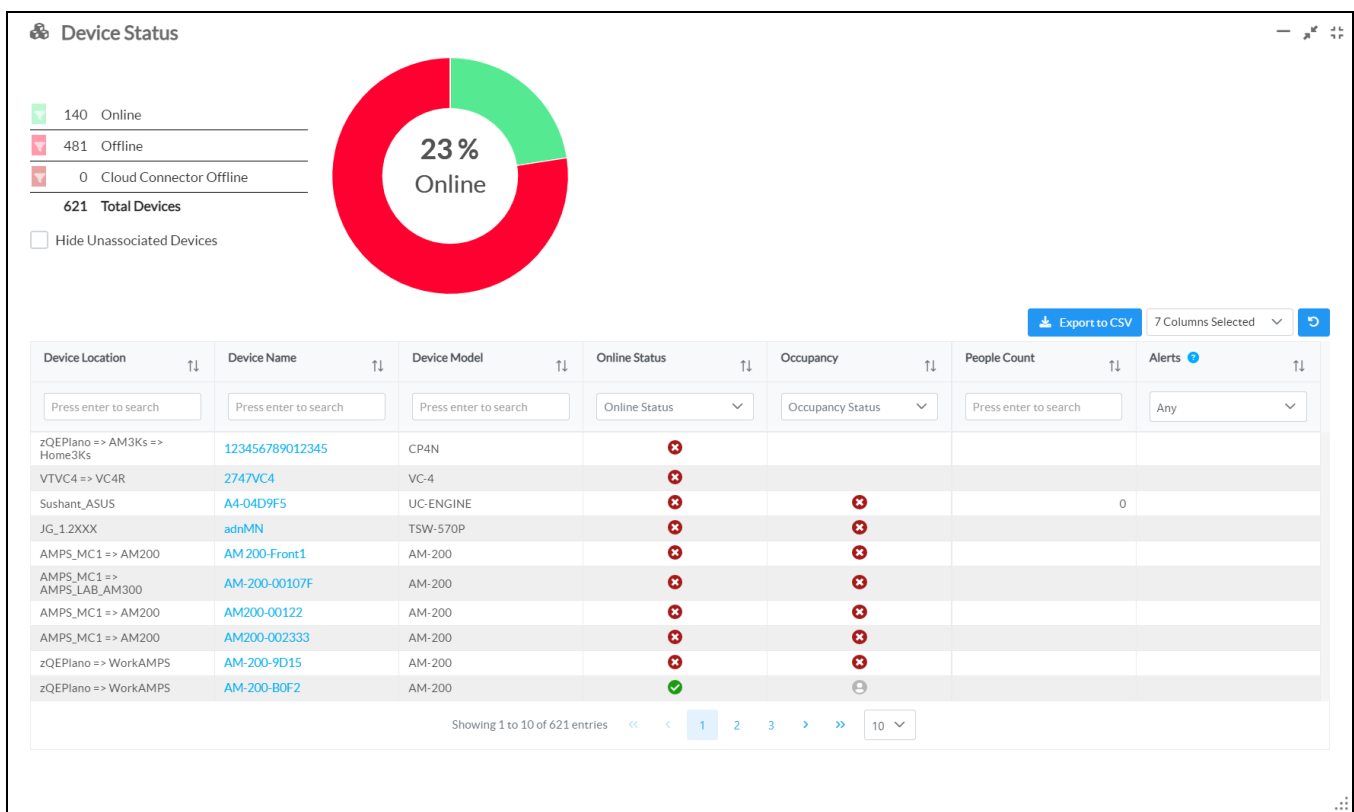 Device Status
140 Online
481 Offline
0 Cloud Connector Offline
621 Total Devices
Hide Unassociated Devices
23%
Online
Export to CSV 7 Columns Selected
Device Location Device Name Device Model Online Status Occupancy People Count Alerts ?
Press enter to search Press enter to search Press enter to search Online Status Occupancy Status Press enter to search Any
zQEPlano => AM3Ks =>
Home3Ks 123456789012345 CP4N
VTVC4 => VC4R 2747VC4 VC-4
Sushant_ASUS A4-04D9F5 UC-ENGINE 0
JG_1.2XXX adnMN TSW-570P
AMPS_MC1 => AM200 AM 200-Front1 AM-200
AMPS_MC1 =>
AMPS_LAB_AM300 AM-200-00107F AM-200
AMPS_MC1 => AM200 AM200-00122 AM-200
AMPS_MC1 => AM200 AM200-002333 AM-200
zQEPlano => WorkAMPS AM-200-9D15 AM-200
zQEPlano => WorkAMPS AM-200-B0F2 AM-200
Showing 1 to 10 of 621 entries << < 1 2 3 > >> 10